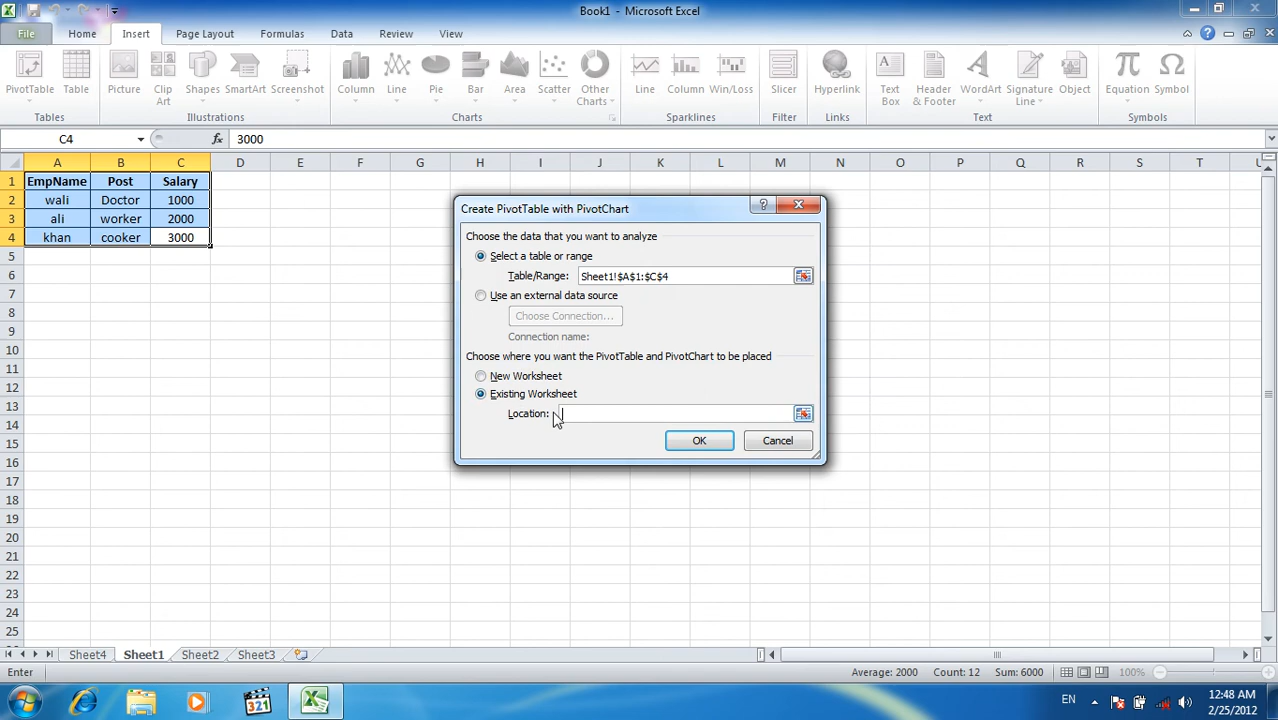 Book1 - Microsoft Excel
File Home Insert Page Layout Formulas Data Review View
PivotTable Table Picture Clip Art Shapes SmartArt Screenshot Column Line Pie Bar Area Scatter Other Charts Line Column Win/Loss Slicer Hyperlink Text Box Header & Footer WordArt Signature Line Object Equation Symbol
Tables Illustrations Charts Sparklines Filter Links Text Symbols
C4 fx 3000
A B C D E F G H I J K L M N O P Q R S T U
1 EmpName Post Salary
2 wali Doctor 1000
3 ali worker 2000
4 khan cooker 3000
5
6
7
8
9
10
11
12
13
14
15
16
17
18
19
20
21
22
23
24
25
Create PivotTable with PivotChart
Choose the data that you want to analyze
Select a table or range
Table/Range: Sheet1!$A$1:$C$4
Use an external data source
Choose Connection...
Connection name:
Choose where you want the PivotTable and PivotChart to be placed
New Worksheet
Existing Worksheet
Location:
OK Cancel
Sheet4 Sheet1 Sheet2 Sheet3
Enter Average: 2000 Count: 12 Sum: 6000 100%
321 EN 12:48 AM
2/25/2012